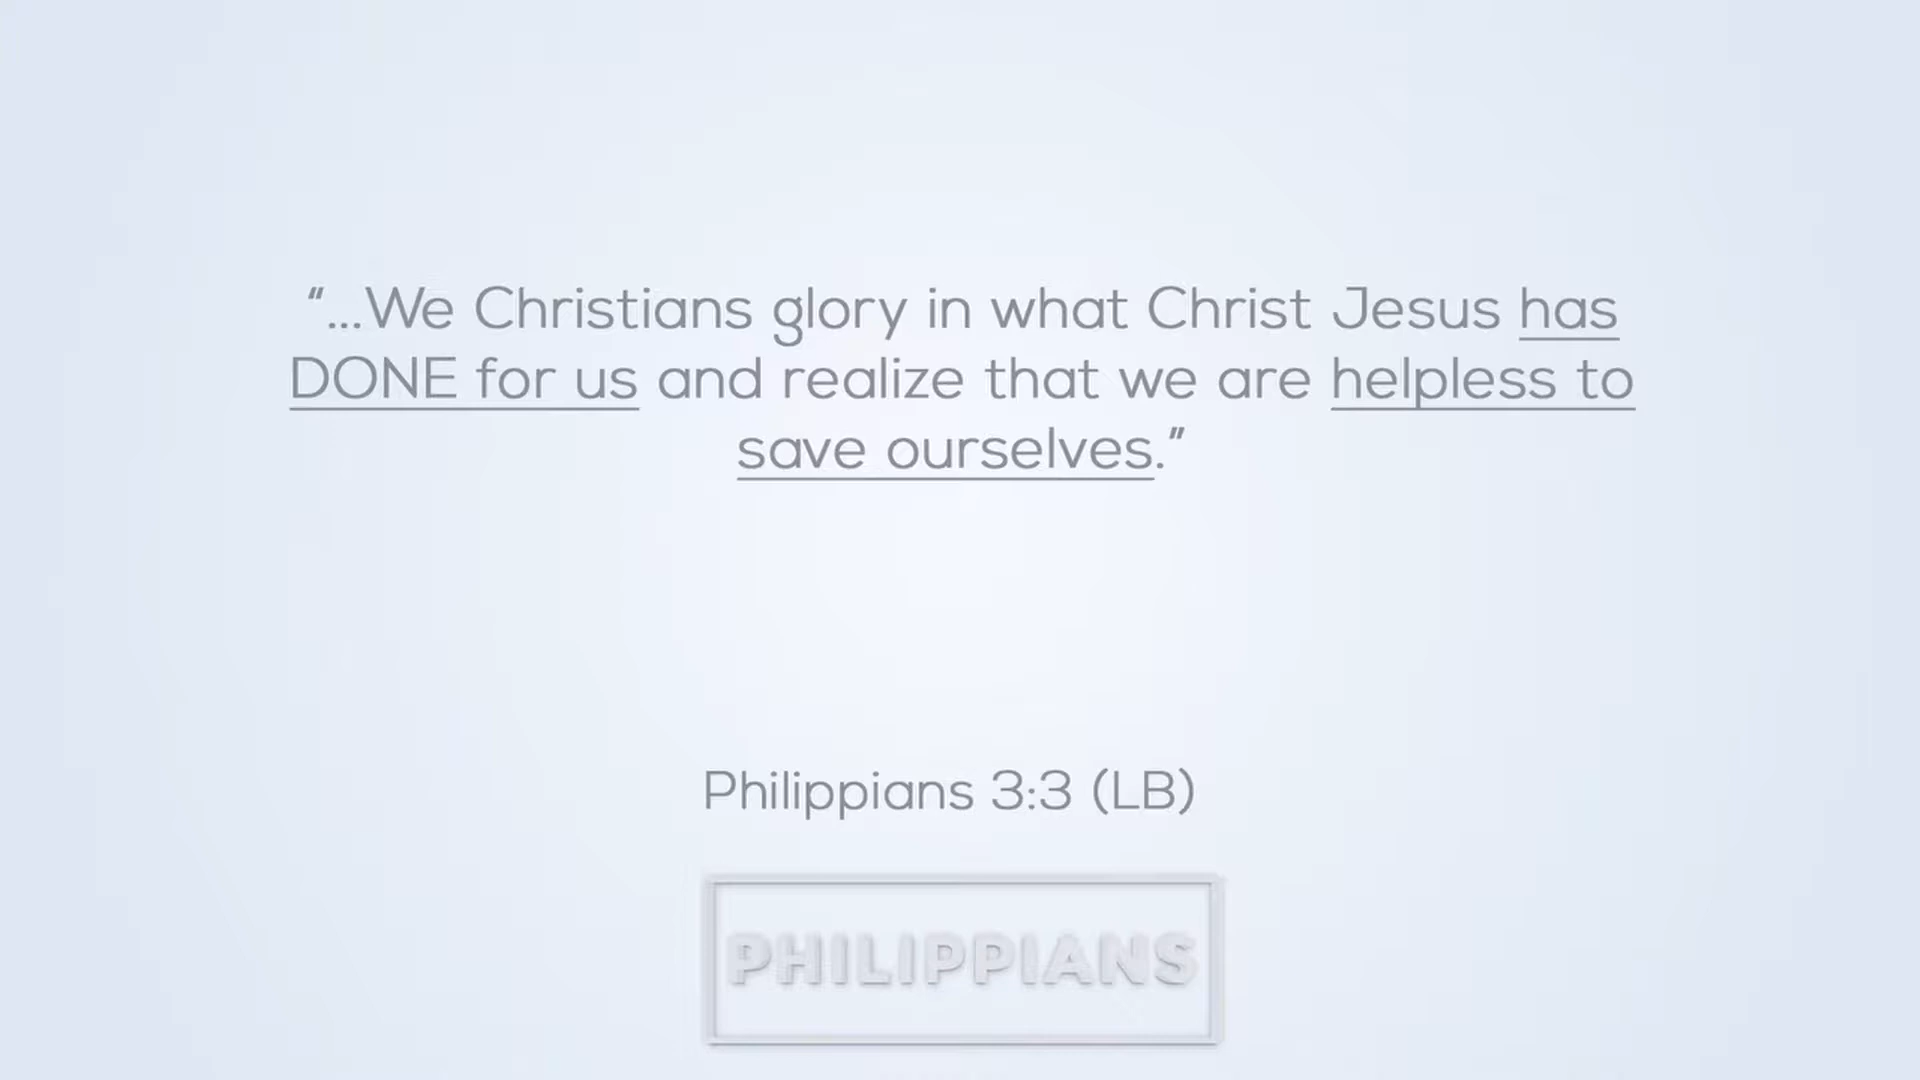 “...We Christians glory in what Christ Jesus has
DONE for us and realize that we are helpless to
save ourselves.”
Philippians 3:3 (LB)
PHILIPPIANS